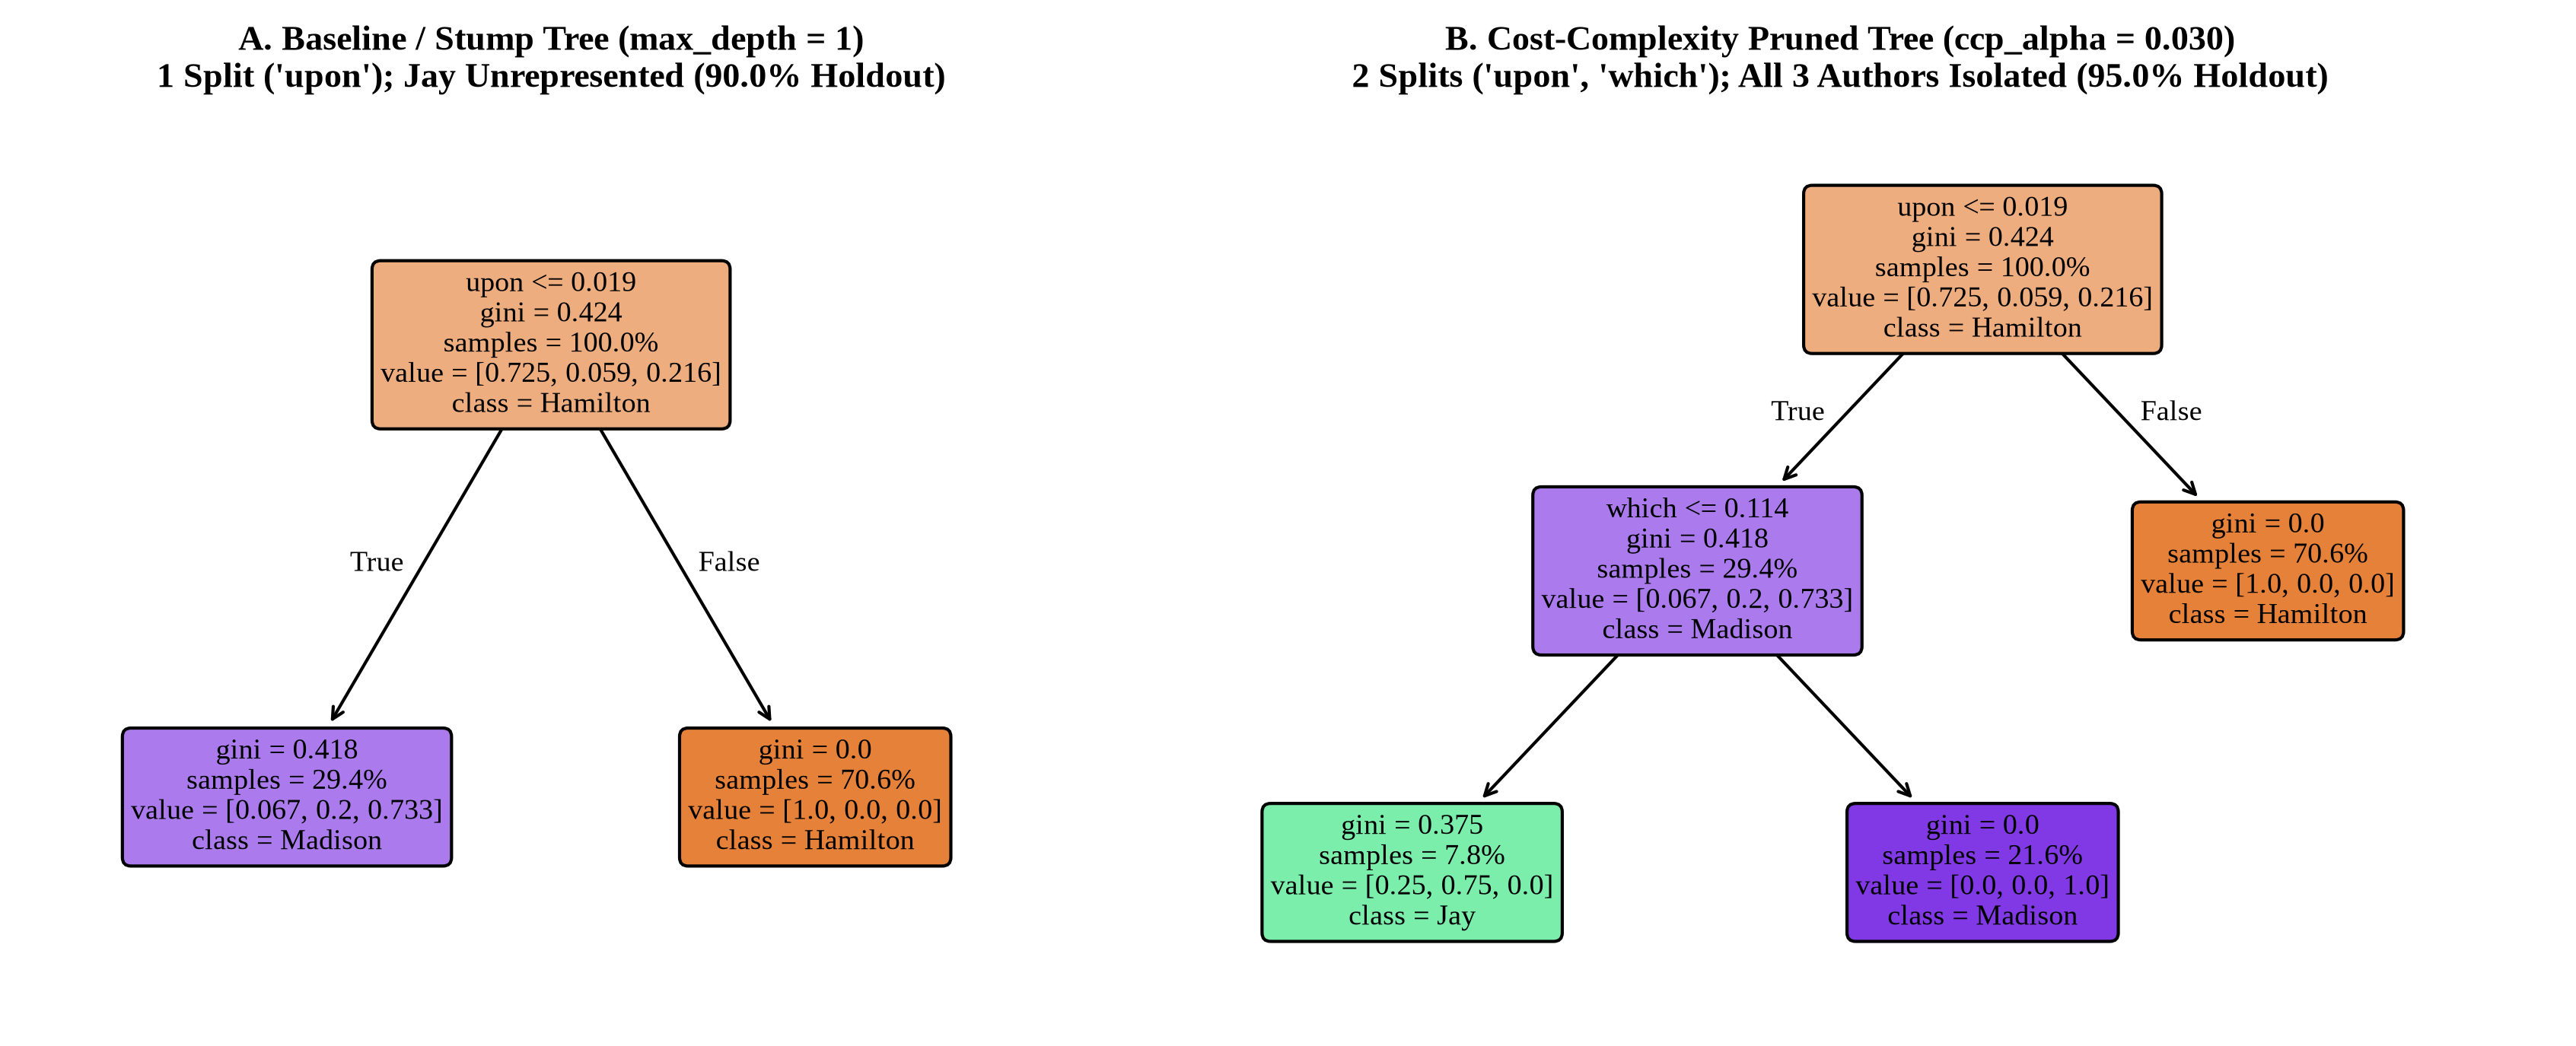 A. Baseline / Stump Tree (max_depth = 1)
1 Split ('upon'); Jay Unrepresented (90.0% Holdout)
upon <= 0.019
gini = 0.424
samples = 100.0%
value = [0.725, 0.059, 0.216]
class = Hamilton
True
False
gini = 0.418
samples = 29.4%
value = [0.067, 0.2, 0.733]
class = Madison
gini = 0.0
samples = 70.6%
value = [1.0, 0.0, 0.0]
class = Hamilton
B. Cost-Complexity Pruned Tree (ccp_alpha = 0.030)
2 Splits ('upon', 'which'); All 3 Authors Isolated (95.0% Holdout)
upon <= 0.019
gini = 0.424
samples = 100.0%
value = [0.725, 0.059, 0.216]
class = Hamilton
True
False
which <= 0.114
gini = 0.418
samples = 29.4%
value = [0.067, 0.2, 0.733]
class = Madison
gini = 0.0
samples = 70.6%
value = [1.0, 0.0, 0.0]
class = Hamilton
gini = 0.375
samples = 7.8%
value = [0.25, 0.75, 0.0]
class = Jay
gini = 0.0
samples = 21.6%
value = [0.0, 0.0, 1.0]
class = Madison